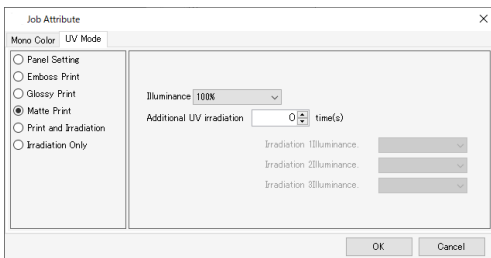 Job Attribute
Mono Color UV Mode
Panel Setting
Emboss Print
Glossy Print
Matte Print
Print and Irradiation
Irradiation Only
Illuminance 100%
Additional UV irradiation 0 time(s)
Irradiation 1Illuminance.
Irradiation 2Illuminance.
Irradiation 3Illuminance.
OK Cancel